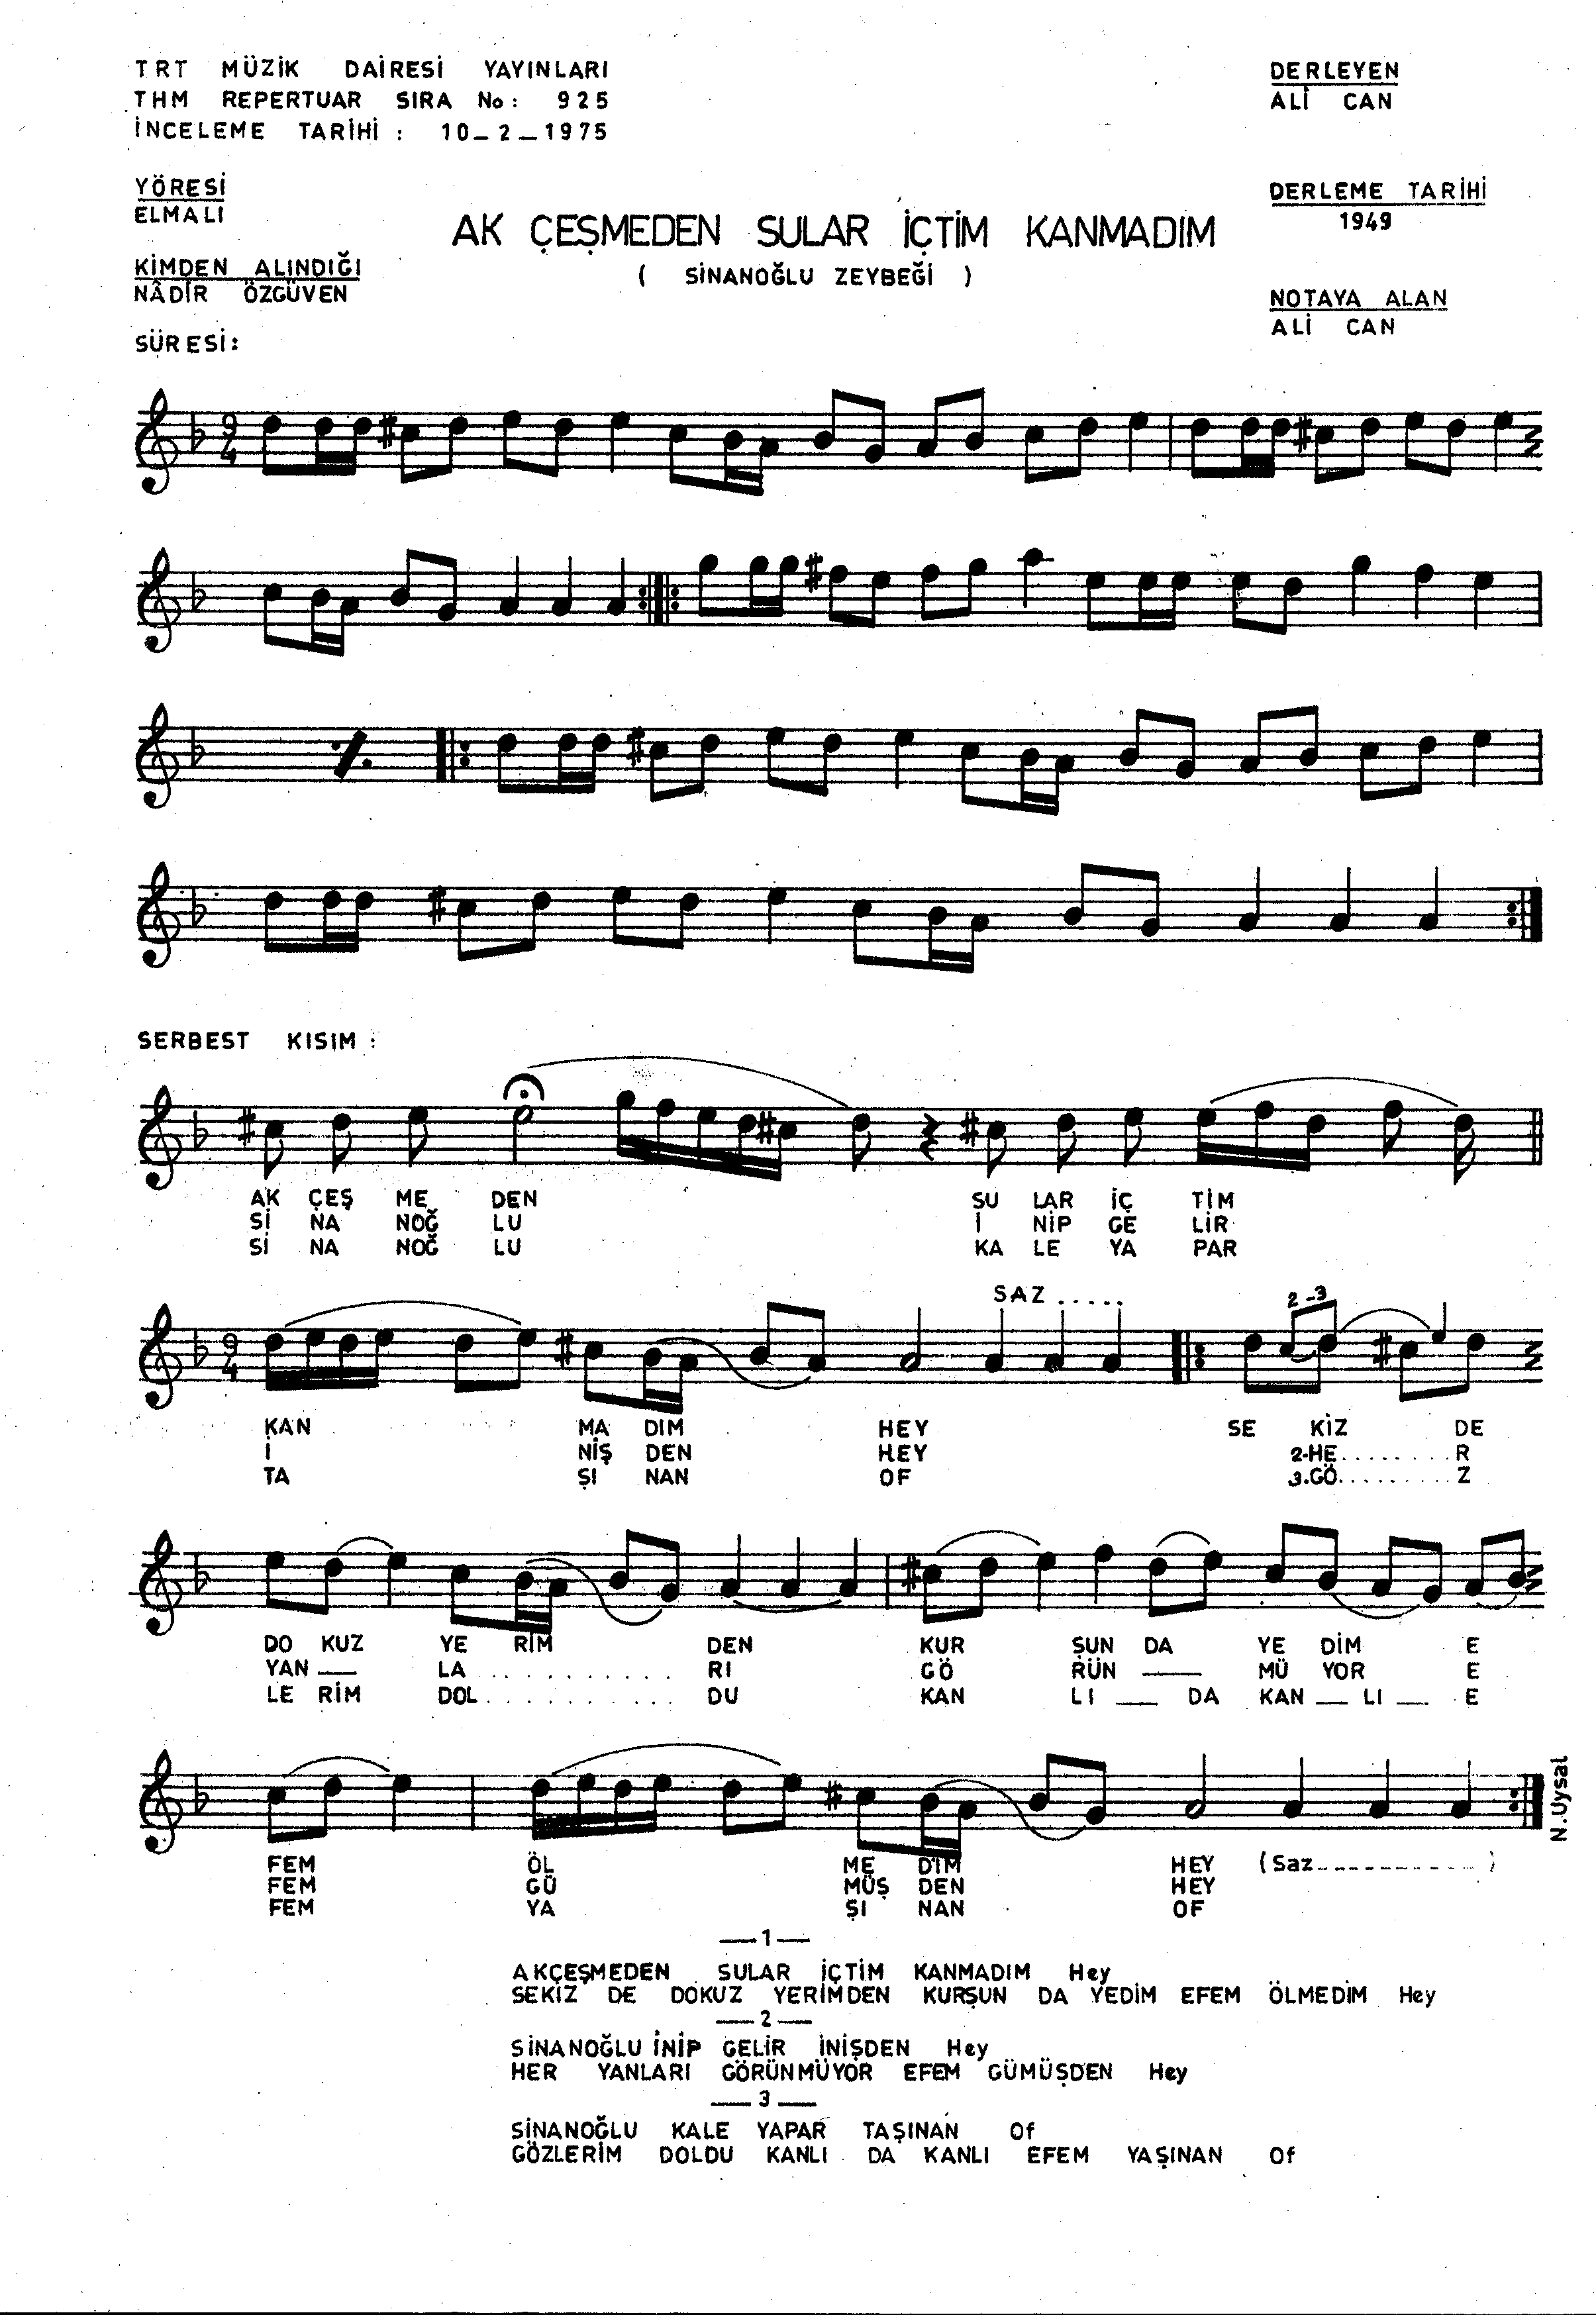 TRT MÜZİK DAİRESİ YAYINLARI
THM REPERTUAR SIRA No: 925
İNCELEME TARİHİ : 10_2_1975
DERLEYEN
ALİ CAN
YÖRESİ
ELMALI
DERLEME TARİHİ
1949
AK ÇEŞMEDEN SULAR İÇTİM KANMADIM
( SİNANOĞLU ZEYBEĞİ )
KİMDEN ALINDIĞI
NÂDİR ÖZGÜVEN
NOTAYA ALAN
ALİ CAN
SÜRESİ:
9
4
SERBEST KISIM :
AK ÇEŞ ME DEN SU LAR İÇ TİM
Sİ NA NOĞ LU İ NİP GE LİR
Sİ NA NOĞ LU KA LE YA PAR
SAZ .....
2-3
9
4
KAN MA DIM HEY SE KİZ DE
İ NİŞ DEN HEY 2-HE......... R
TA ŞI NAN OF 3.GÖ......... Z
DO KUZ YE RİM DEN KUR ŞUN DA YE DİM E
YAN __ LA .......... RI GÖ RÜN ___ MÜ YOR E
LE RİM DOL .......... DU KAN LI __ DA KAN __ LI __ E
FEM ÖL ME DİM HEY (Saz------------)
FEM GÜ MÜŞ DEN HEY
FEM YA ŞI NAN OF
N.Uysal
__1__
AKÇEŞMEDEN SULAR İÇTİM KANMADIM Hey
SEKİZ DE DOKUZ YERİMDEN KURŞUN DA YEDİM EFEM ÖLMEDİM Hey
__2__
SİNANOĞLU İNİP GELİR İNİŞDEN Hey
HER YANLARI GÖRÜNMÜYOR EFEM GÜMÜŞDEN Hey
__3__
SİNANOĞLU KALE YAPAR TAŞINAN Of
GÖZLERİM DOLDU KANLI DA KANLI EFEM YAŞINAN Of